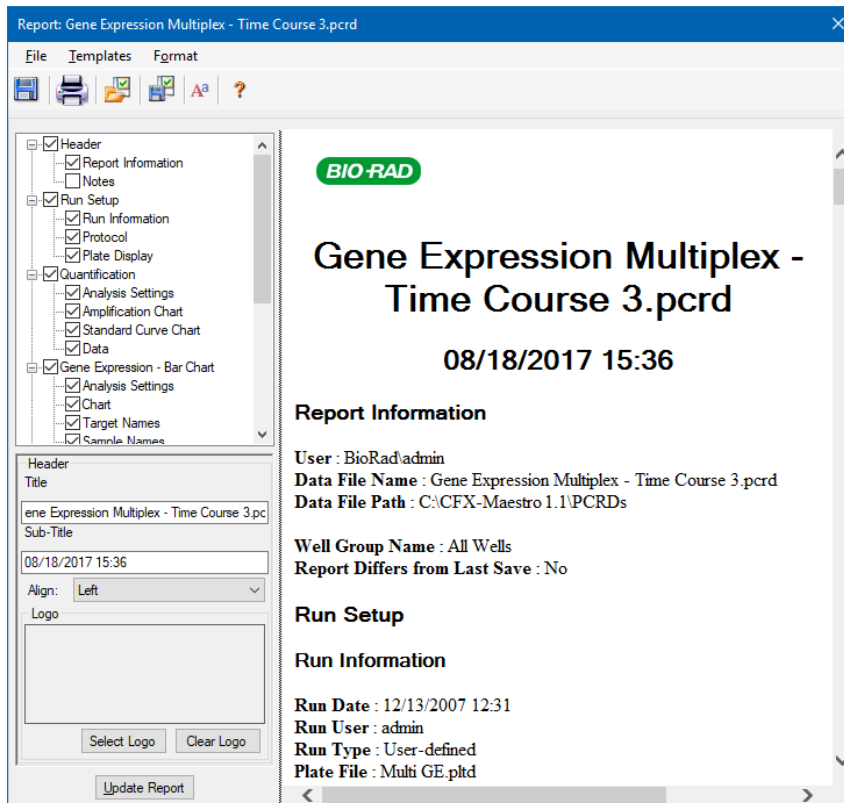 Report: Gene Expression Multiplex - Time Course 3.pcrd
File Templates Format
Aa ?
Header
Report Information
Notes
Run Setup
Run Information
Protocol
Plate Display
Quantification
Analysis Settings
Amplification Chart
Standard Curve Chart
Data
Gene Expression - Bar Chart
Analysis Settings
Chart
Target Names
Sample Names
Header
Title
ene Expression Multiplex - Time Course 3.pc
Sub-Title
08/18/2017 15:36
Align: Left
Logo
Select Logo Clear Logo
Update Report
BIO-RAD
Gene Expression Multiplex -
Time Course 3.pcrd
08/18/2017 15:36
Report Information
User : BioRad\admin
Data File Name : Gene Expression Multiplex - Time Course 3.pcrd
Data File Path : C:\CFX-Maestro 1.1\PCRDs
Well Group Name : All Wells
Report Differs from Last Save : No
Run Setup
Run Information
Run Date : 12/13/2007 12:31
Run User : admin
Run Type : User-defined
Plate File : Multi GE.pltd